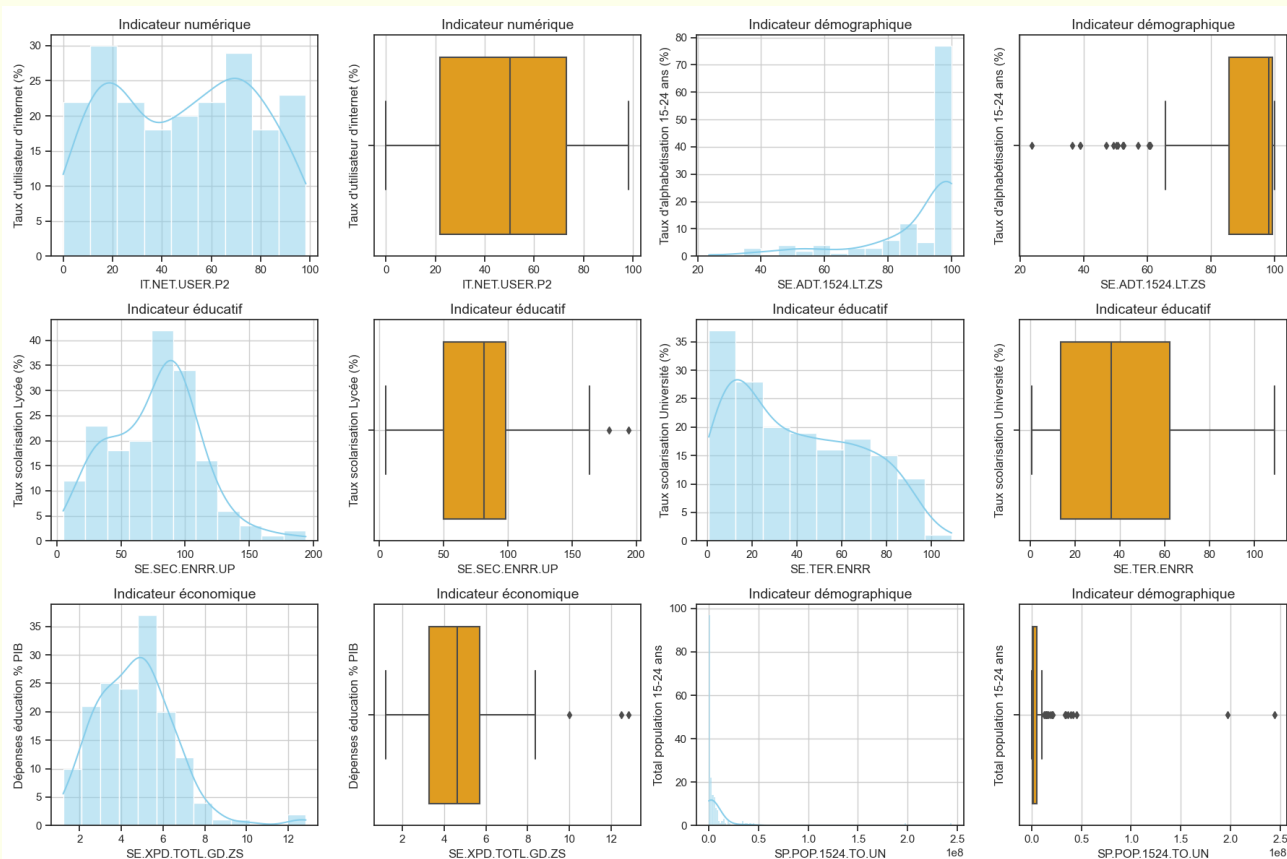 Indicateur numérique
Taux d'utilisateur d'internet (%)
30
25
20
15
10
5
0
0 20 40 60 80 100
IT.NET.USER.P2
Indicateur numérique
Taux d'utilisateur d'internet (%)
0 20 40 60 80 100
IT.NET.USER.P2
Indicateur démographique
Taux d'alphabétisation 15-24 ans (%)
80
70
60
50
40
30
20
10
0
20 40 60 80 100
SE.ADT.1524.LT.ZS
Indicateur démographique
Taux d'alphabétisation 15-24 ans (%)
20 40 60 80 100
SE.ADT.1524.LT.ZS
Indicateur éducatif
Taux scolarisation Lycée (%)
40
35
30
25
20
15
10
5
0
0 50 100 150 200
SE.SEC.ENRR.UP
Indicateur éducatif
Taux scolarisation Lycée (%)
0 50 100 150 200
SE.SEC.ENRR.UP
Indicateur éducatif
Taux scolarisation Université (%)
35
30
25
20
15
10
5
0
0 20 40 60 80 100
SE.TER.ENRR
Indicateur éducatif
Taux scolarisation Université (%)
0 20 40 60 80 100
SE.TER.ENRR
Indicateur économique
Dépenses éducation % PIB
35
30
25
20
15
10
5
0
2 4 6 8 10 12
SE.XPD.TOTL.GD.ZS
Indicateur économique
Dépenses éducation % PIB
2 4 6 8 10 12
SE.XPD.TOTL.GD.ZS
Indicateur démographique
Total population 15-24 ans
100
80
60
40
20
0
0.0 0.5 1.0 1.5 2.0 2.5
1e8
SP.POP.1524.TO.UN
Indicateur démographique
Total population 15-24 ans
0.0 0.5 1.0 1.5 2.0 2.5
1e8
SP.POP.1524.TO.UN